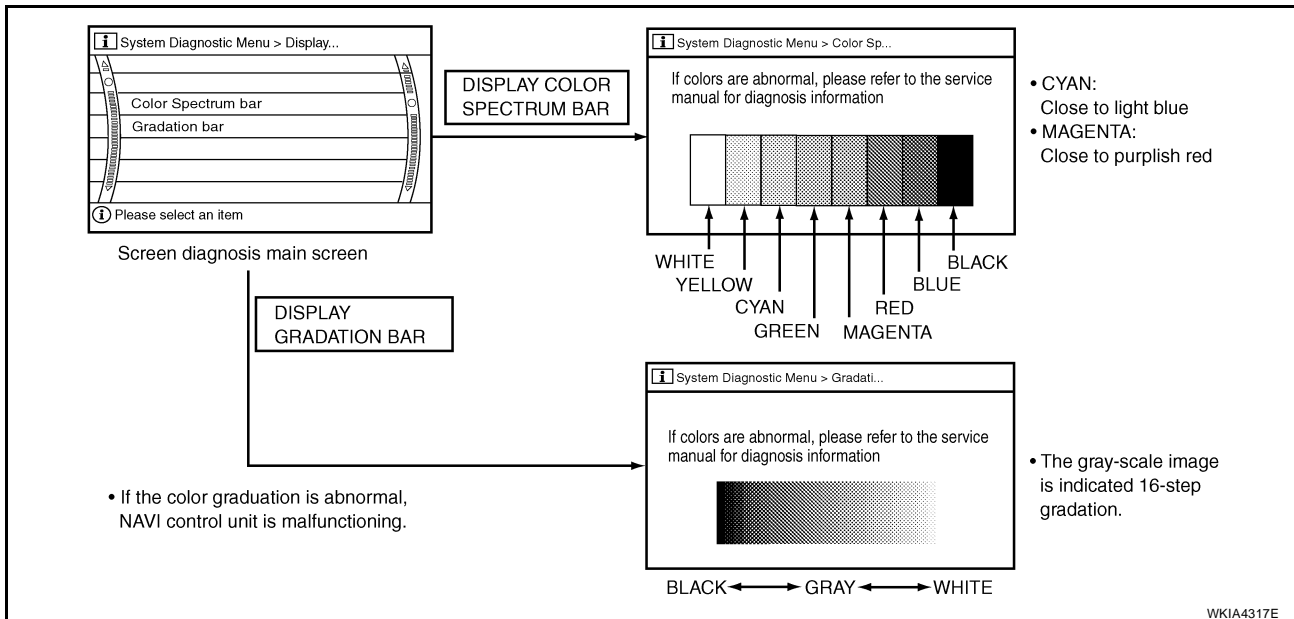 i System Diagnostic Menu > Display...
Color Spectrum bar
Gradation bar
i Please select an item
Screen diagnosis main screen
DISPLAY COLOR
SPECTRUM BAR
i System Diagnostic Menu > Color Sp...
If colors are abnormal, please refer to the service
manual for diagnosis information
WHITE
YELLOW
CYAN
GREEN
MAGENTA
RED
BLUE
BLACK
• CYAN:
Close to light blue
• MAGENTA:
Close to purplish red
DISPLAY
GRADATION BAR
• If the color graduation is abnormal,
NAVI control unit is malfunctioning.
i System Diagnostic Menu > Gradati...
If colors are abnormal, please refer to the service
manual for diagnosis information
BLACK GRAY WHITE
• The gray-scale image
is indicated 16-step
gradation.
WKIA4317E